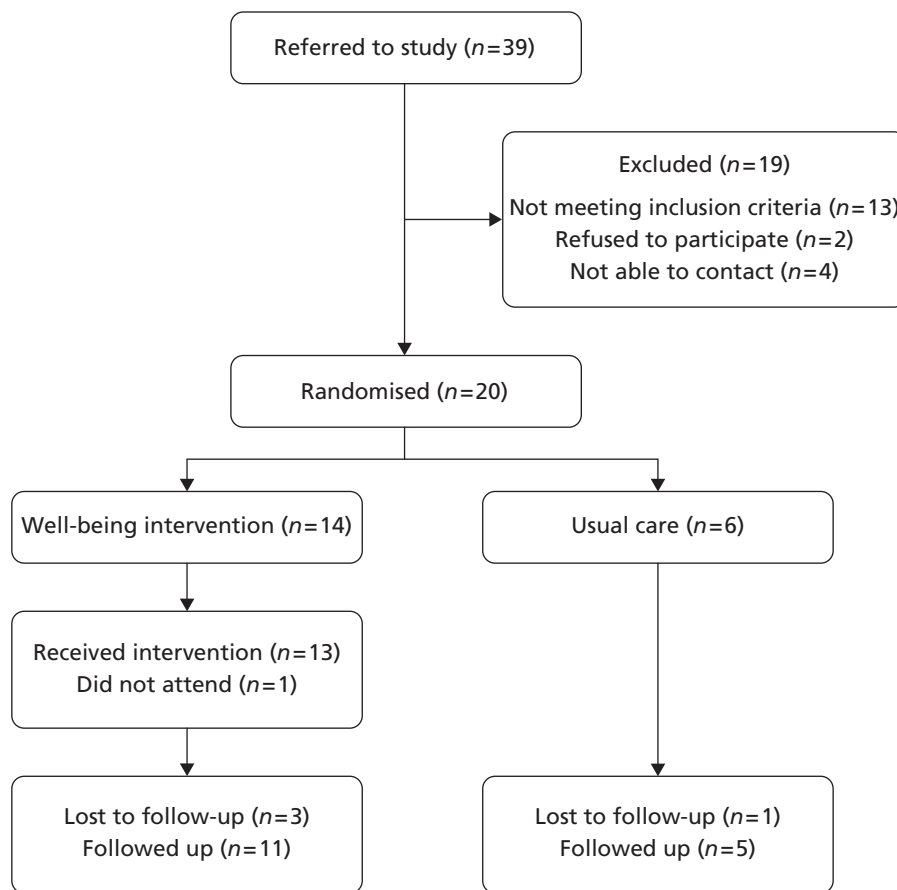 Referred to study (n=39)
Excluded (n=19)
Not meeting inclusion criteria (n=13)
Refused to participate (n=2)
Not able to contact (n=4)
Randomised (n=20)
Well-being intervention (n=14)
Usual care (n=6)
Received intervention (n=13)
Did not attend (n=1)
Lost to follow-up (n=3)
Followed up (n=11)
Lost to follow-up (n=1)
Followed up (n=5)